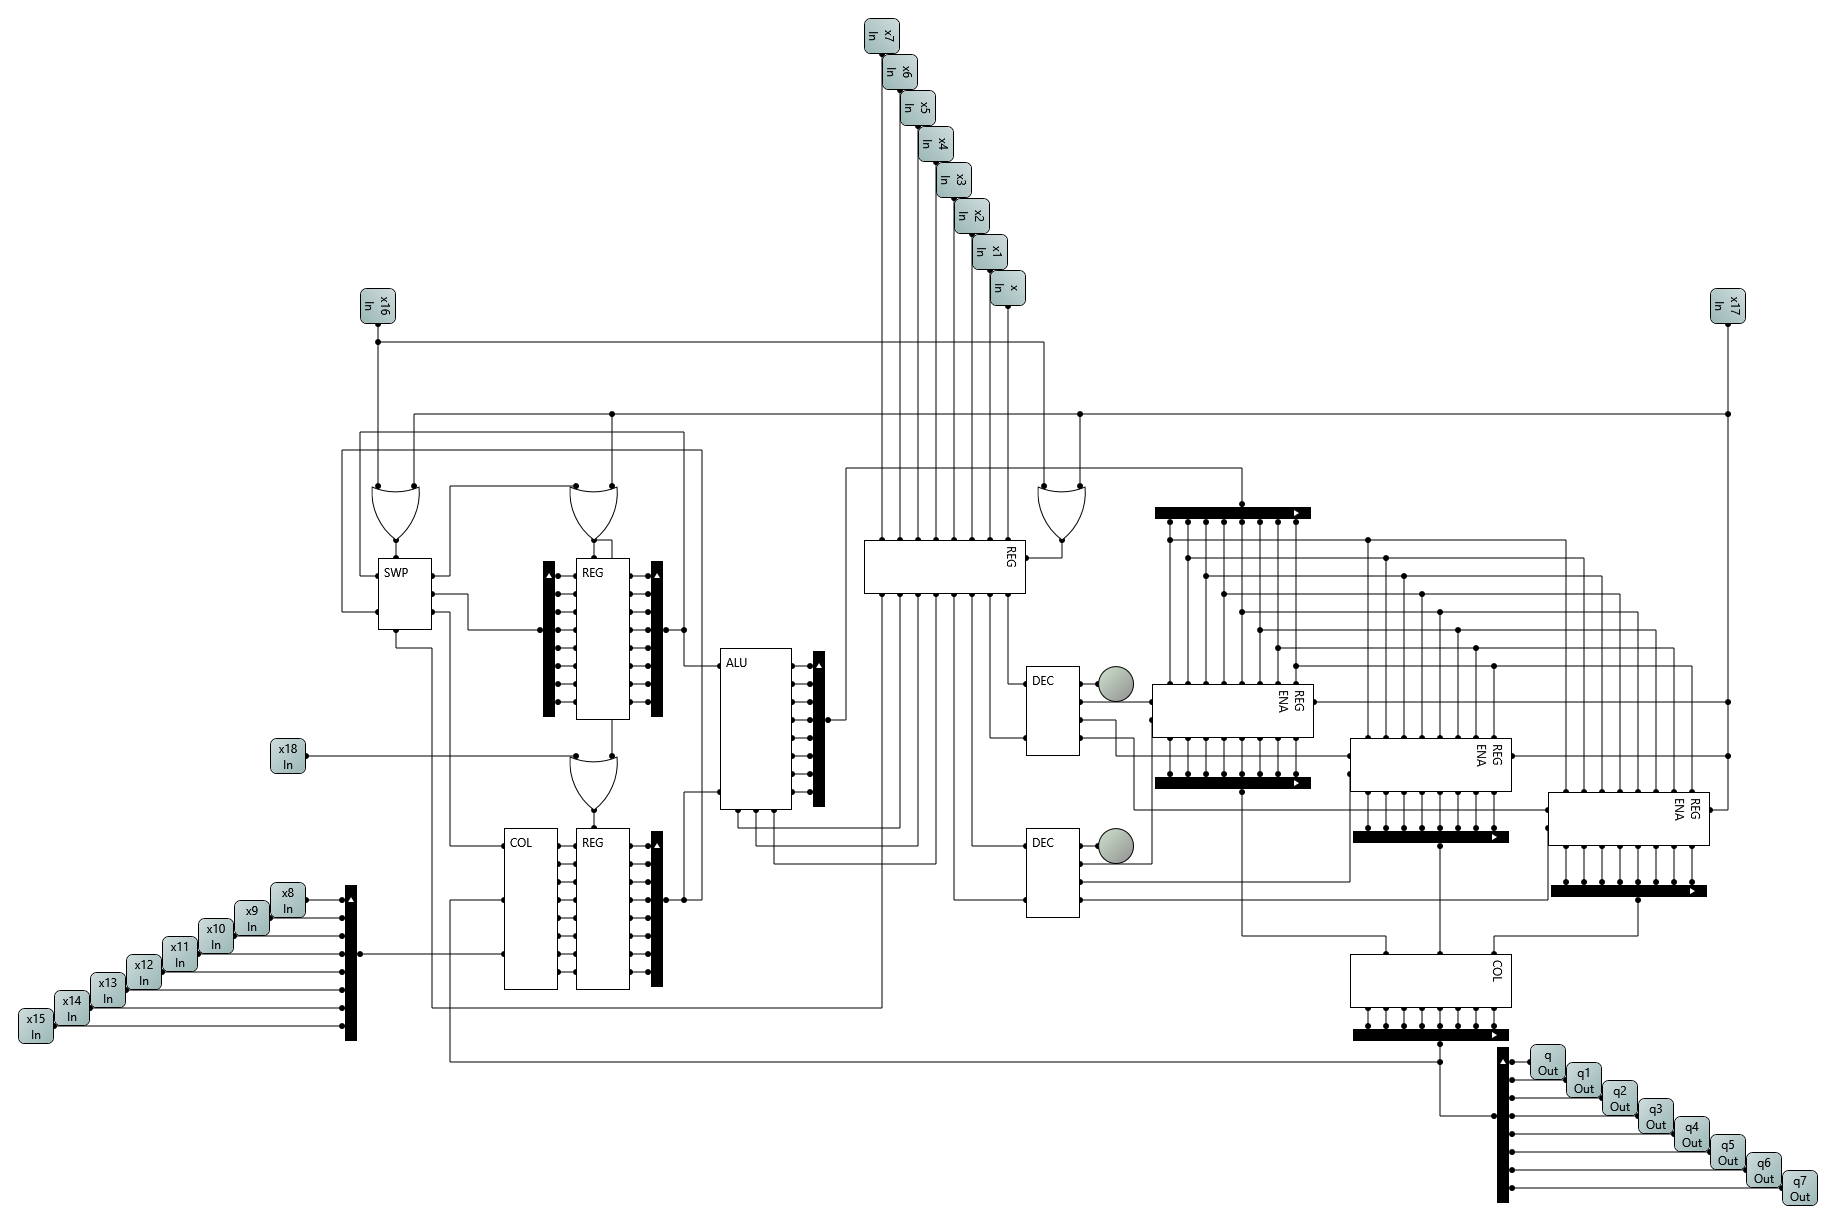 x7
In
x6
In
x5
In
x4
In
x3
In
x2
In
x1
In
x
In
x16
In
x17
In
SWP
REG
REG
ALU
DEC
REG
ENA
x18
In
REG
ENA
REG
ENA
COL
REG
DEC
x8
In
x9
In
x10
In
x11
In
x12
In
x13
In
x14
In
x15
In
COL
q
Out
q1
Out
q2
Out
q3
Out
q4
Out
q5
Out
q6
Out
q7
Out